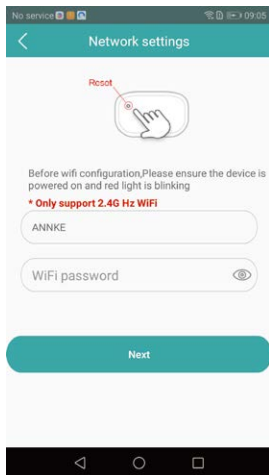 No service 09:05
Network settings
Reset
Before wifi configuration,Please ensure the device is
powered on and red light is blinking
* Only support 2.4G Hz WiFi
ANNKE
WiFi password
Next